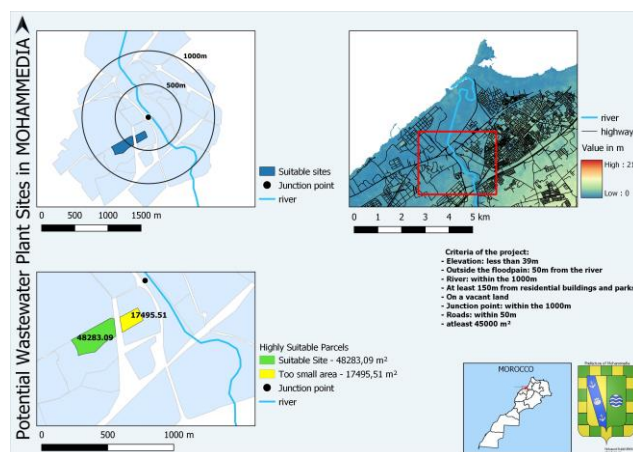 Potential Wastewater Plant Sites in MOHAMMEDIA
1000m
500m
Suitable sites
Junction point
river
0 500 1000 1500 m
river
highway
Value in m
High : 21
Low : 0
0 1 2 3 4 5 km
Criteria of the project:
- Elevation: less than 39m
- Outside the floodpain: 50m from the river
- River: within the 1000m
- At least 150m from residential buildings and parks
- On a vacant land
- Junction point: within the 1000m
- Roads: within 50m
- atleast 45000 m²
17495.51
48283.09
Highly Suitable Parcels
Suitable Site - 48283,09 m²
Too small area - 17495,51 m²
Junction point
river
0 500 1000 m
MOROCCO